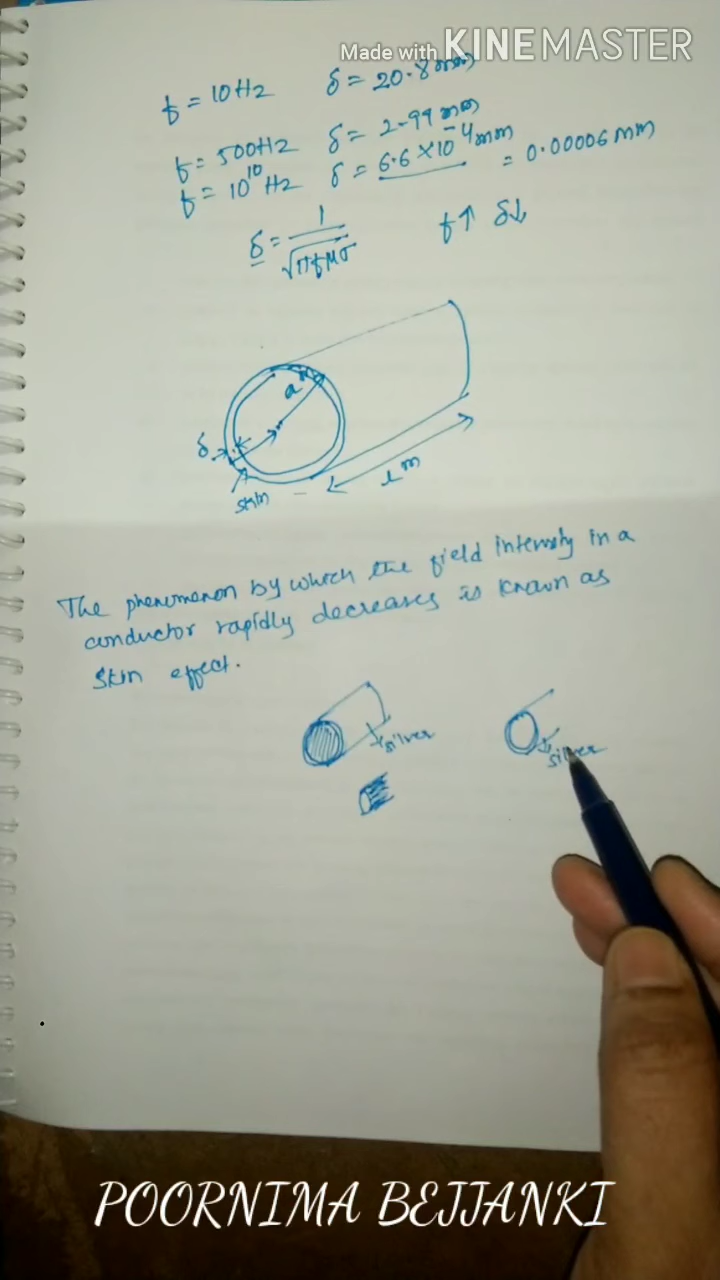 Made with KINEMASTER
f = 10Hz δ = 20.8mm
f = 500Hz δ = 2.99 mm
f = 10¹⁰ Hz δ = 6.6 × 10⁻⁴ mm = 0.00006 mm
δ = 1/√πfμσ f↑ δ↓
a
δ
skin
l m
The phenomenon by which the field intensity in a
conductor rapidly decreases is known as
skin effect.
silver silver
POORNIMA BEJJANKI